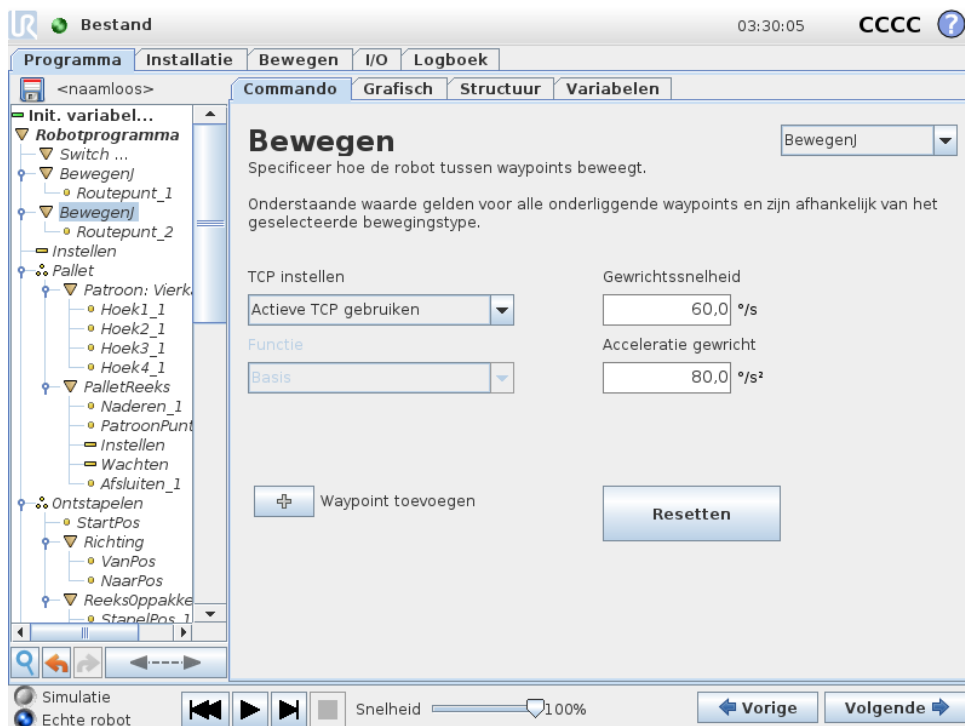 UR Bestand 03:30:05 CCCC ?
Programma Installatie Bewegen I/O Logboek
<naamloos> Commando Grafisch Structuur Variabelen
Init. variabel...
Robotprogramma
Switch ...
BewegenJ
Routepunt_1
BewegenJ
Routepunt_2
Instellen
Pallet
Patroon: Vierk
Hoek1_1
Hoek2_1
Hoek3_1
Hoek4_1
PalletReeks
Naderen_1
PatroonPunt
Instellen
Wachten
Afsluiten_1
Ontstapelen
StartPos
Richting
VanPos
NaarPos
ReeksOppakke
StapelPos_1
Bewegen
BewegenJ
Specificeer hoe de robot tussen waypoints beweegt.
Onderstaande waarde gelden voor alle onderliggende waypoints en zijn afhankelijk van het
geselecteerde bewegingstype.
TCP instellen
Actieve TCP gebruiken
Functie
Basis
Gewrichtssnelheid
60,0 °/s
Acceleratie gewricht
80,0 °/s²
Waypoint toevoegen
Resetten
Simulatie
Echte robot
Snelheid 100%
Vorige
Volgende